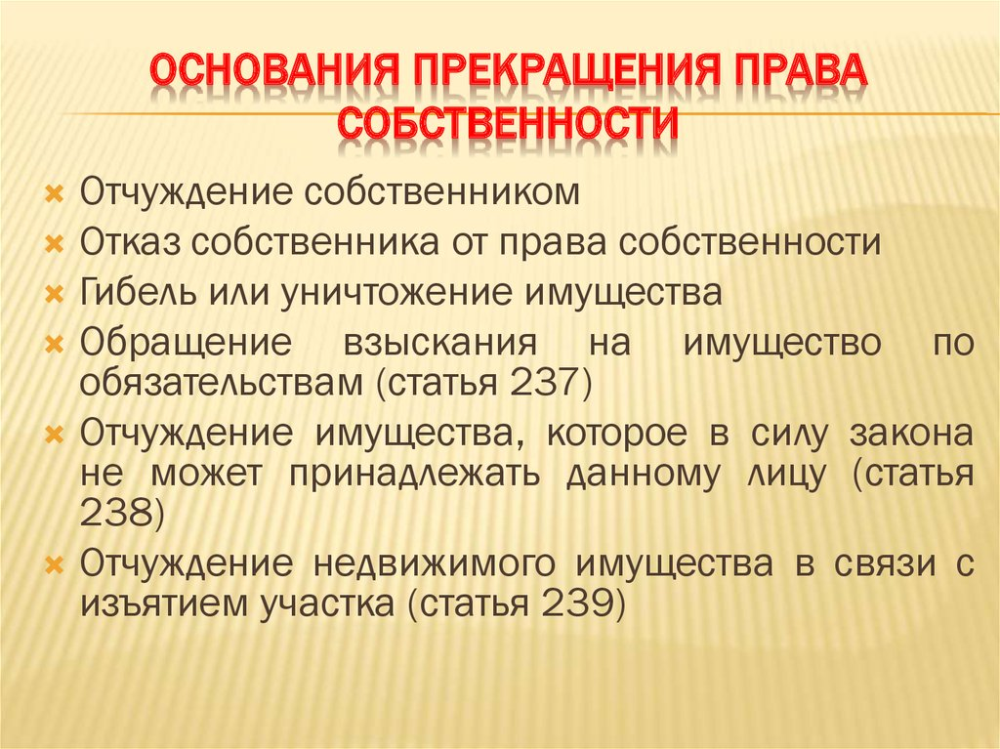 ОСНОВАНИЯ ПРЕКРАЩЕНИЯ ПРАВА
СОБСТВЕННОСТИ
Отчуждение собственником
Отказ собственника от права собственности
Гибель или уничтожение имущества
Обращение взыскания на имущество по
обязательствам (статья 237)
Отчуждение имущества, которое в силу закона
не может принадлежать данному лицу (статья
238)
Отчуждение недвижимого имущества в связи с
изъятием участка (статья 239)